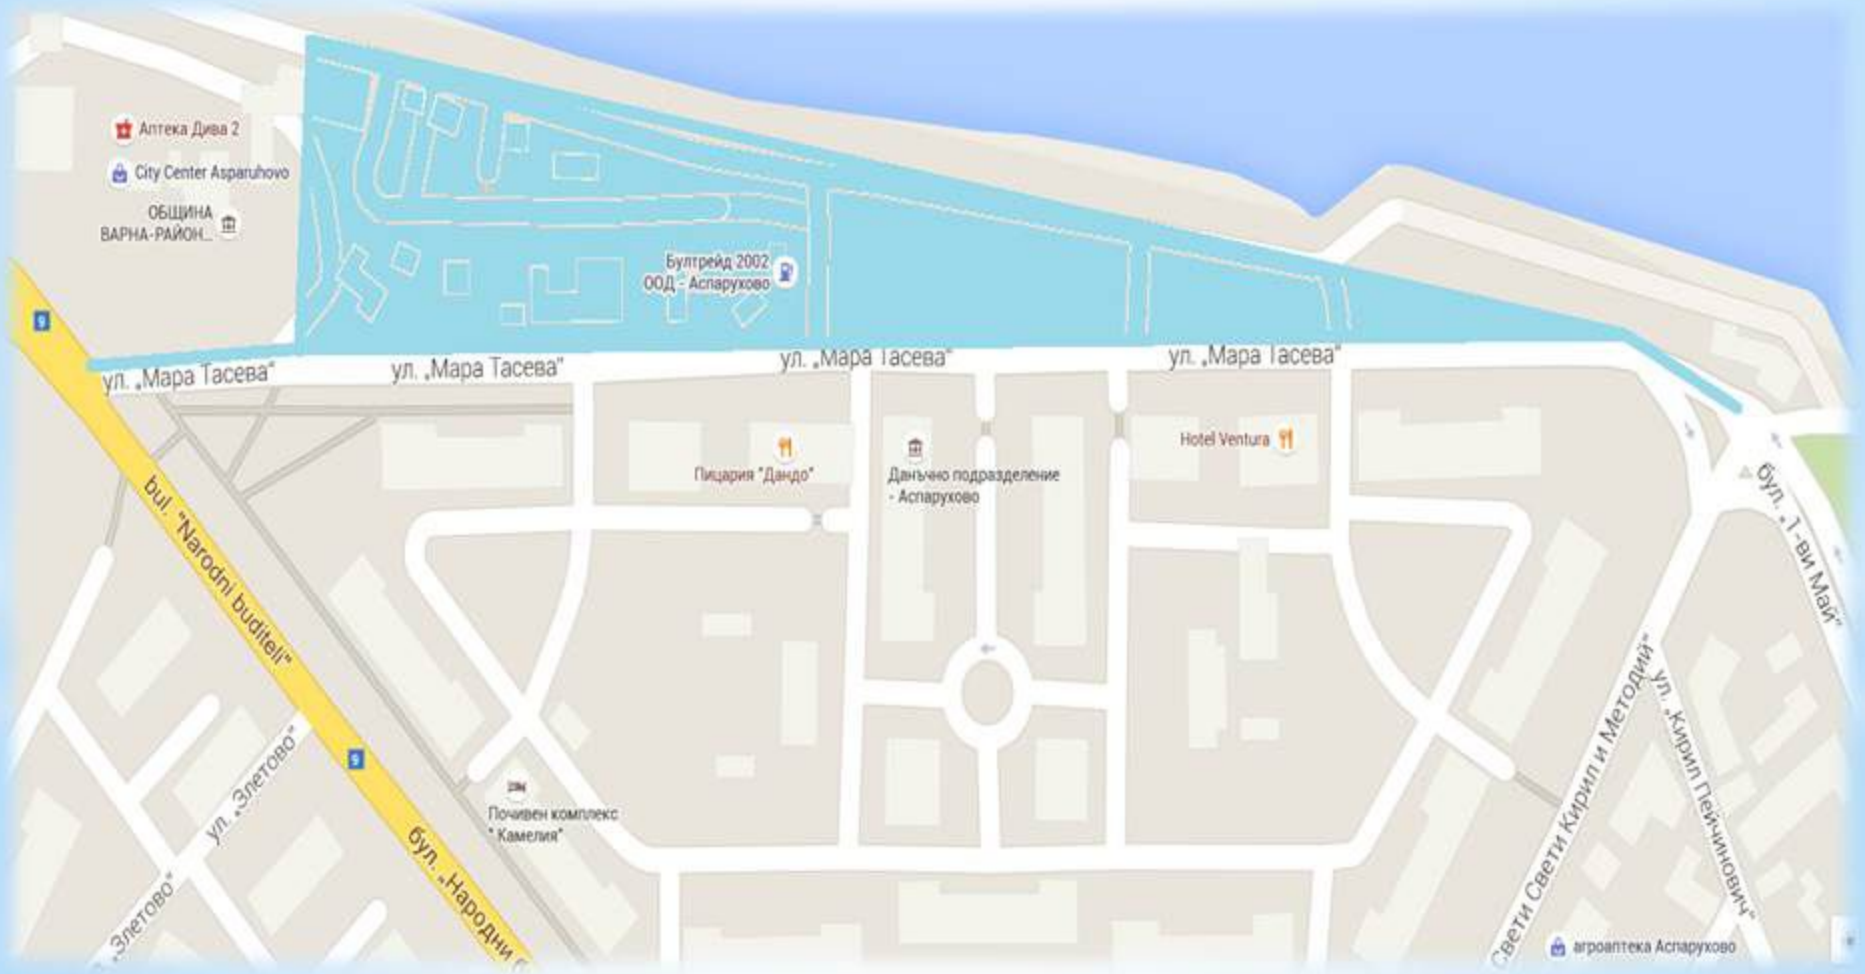 Аптека Дива 2
City Center Asparuhovo
ОБЩИНА
ВАРНА-РАЙОН...
Бултрейд 2002
ООД - Аспарухово
9
ул. „Мара Тасева"
ул. „Мара Тасева"
ул. „Мара Тасева"
ул. „Мара Тасева"
Hotel Ventura
Пицария "Дандо"
Данъчно подразделение
- Аспарухово
bul. "Narodni buditeli"
бул. „1-ви Май"
9
ул. „Злетово"
Почивен комплекс
" Камелия"
бул. „Народни б
„Злетово"
Свети Свети Кирил и Методий"
ул. „Кирил Пейчинович"
агроаптека Аспарухово